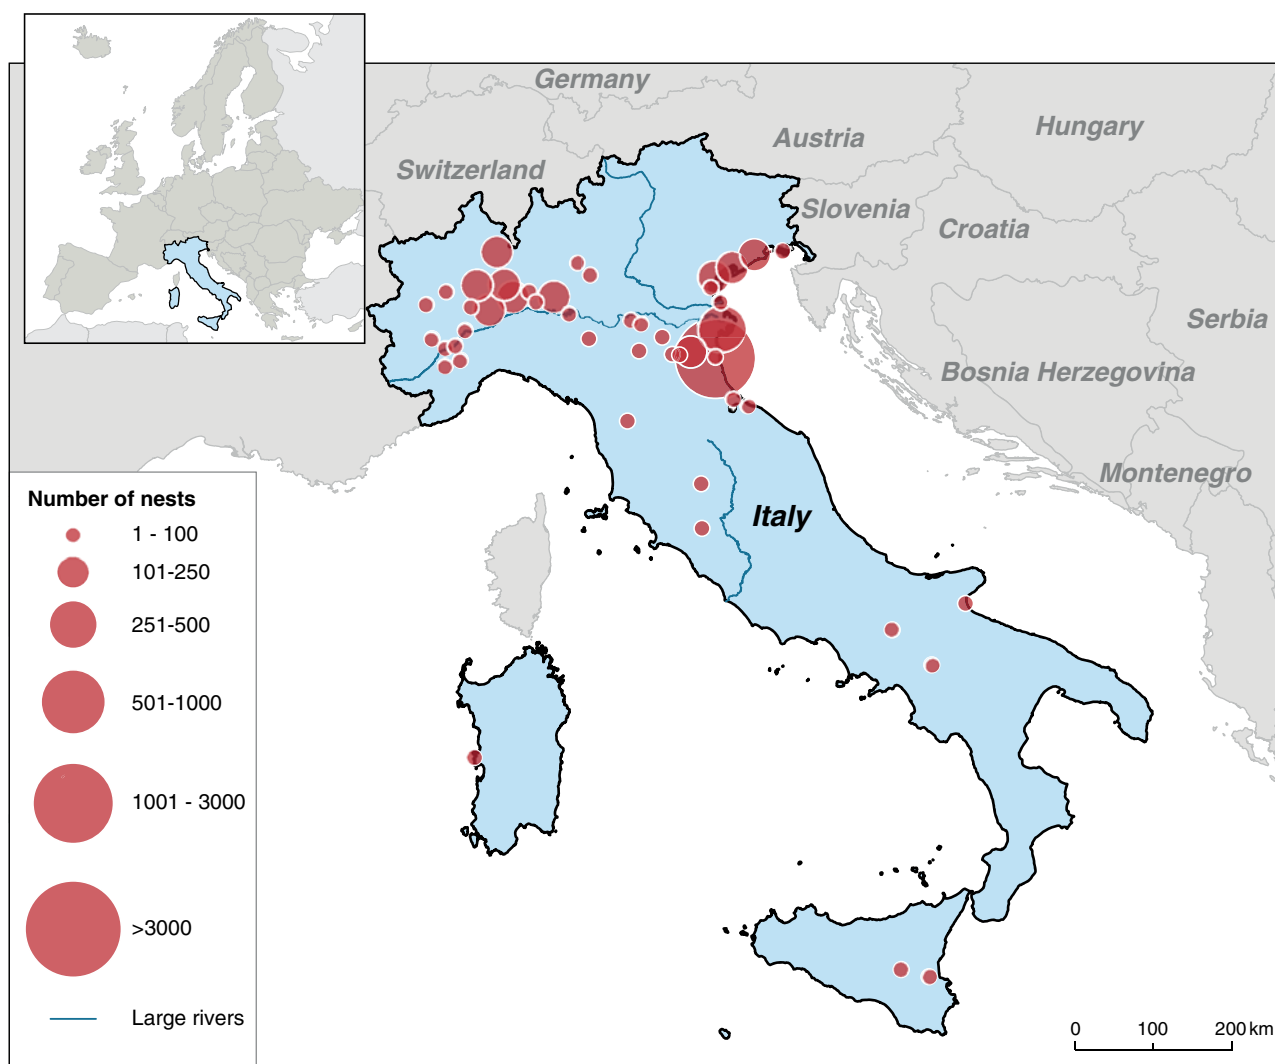 Germany
Austria
Hungary
Switzerland
Slovenia
Croatia
Serbia
Bosnia Herzegovina
Montenegro
Italy
Number of nests
1 - 100
101-250
251-500
501-1000
1001 - 3000
>3000
Large rivers
0 100 200 km